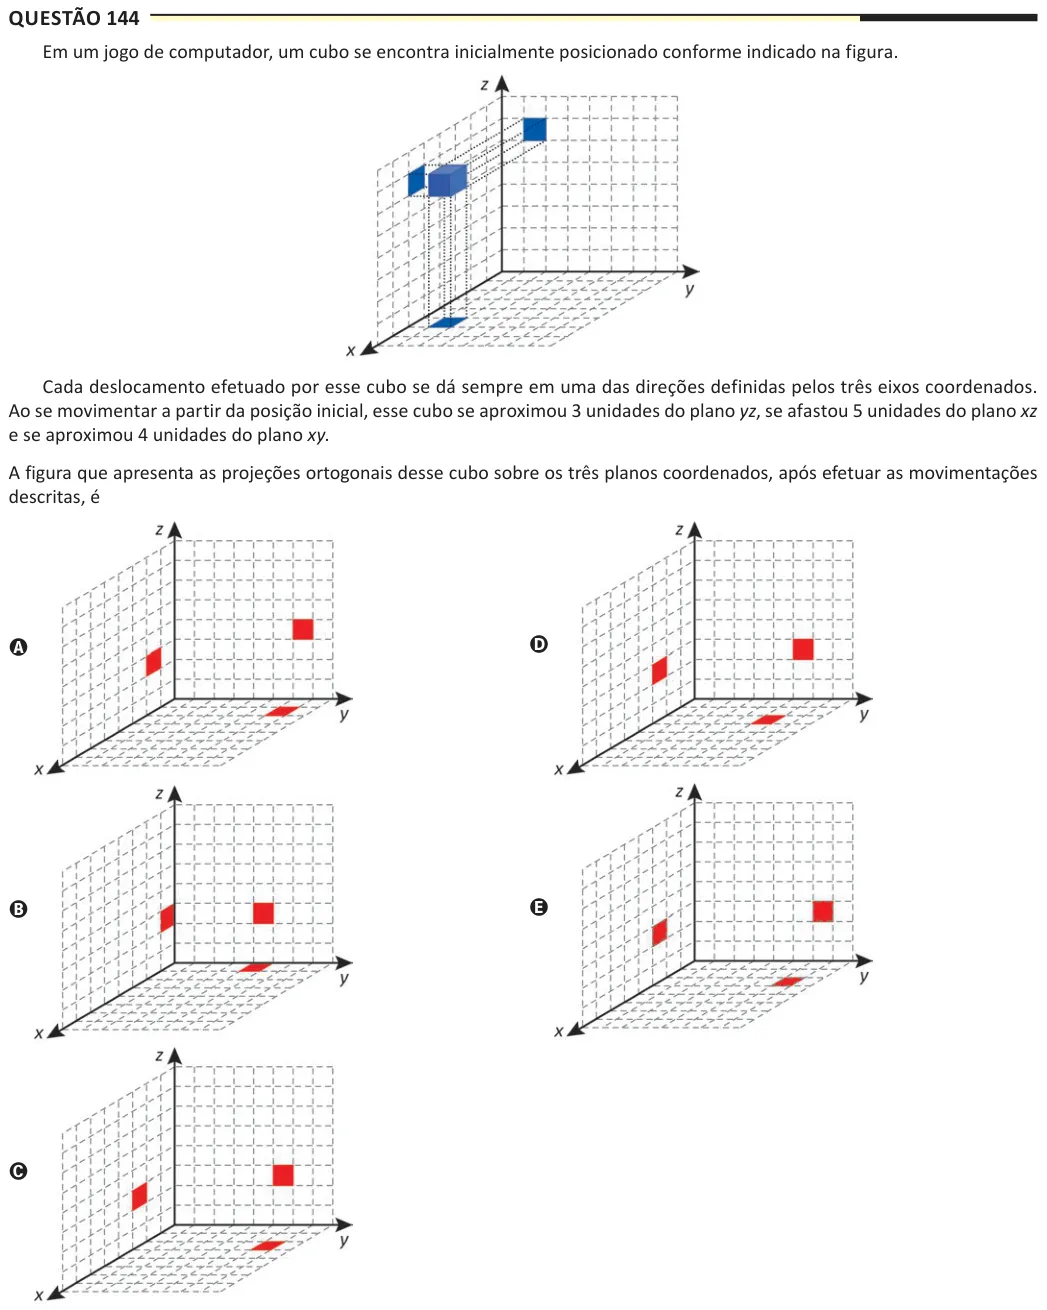 QUESTÃO 144
Em um jogo de computador, um cubo se encontra inicialmente posicionado conforme indicado na figura.
z
y
x
Cada deslocamento efetuado por esse cubo se dá sempre em uma das direções definidas pelos três eixos coordenados.
Ao se movimentar a partir da posição inicial, esse cubo se aproximou 3 unidades do plano yz, se afastou 5 unidades do plano xz
e se aproximou 4 unidades do plano xy.
A figura que apresenta as projeções ortogonais desse cubo sobre os três planos coordenados, após efetuar as movimentações
descritas, é
z
A
y
x
z
D
y
x
z
B
y
x
z
E
y
x
z
C
y
x